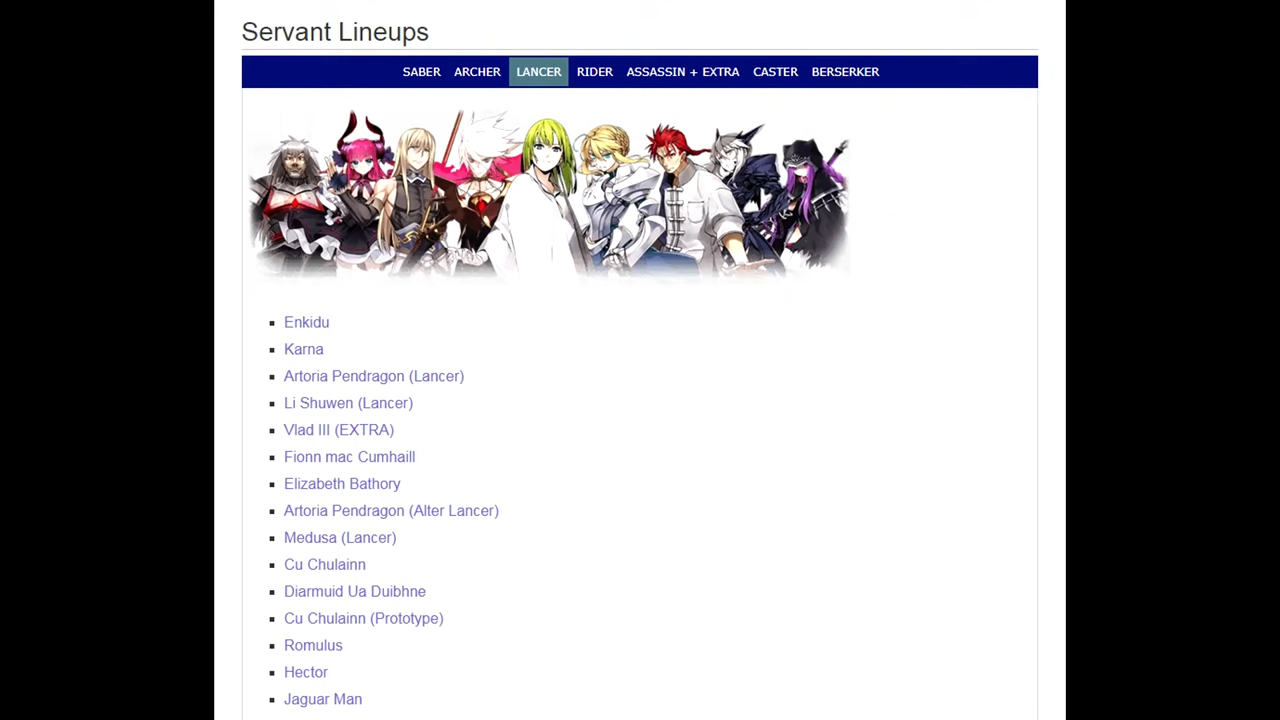 Servant Lineups
SABER ARCHER LANCER RIDER ASSASSIN + EXTRA CASTER BERSERKER
Enkidu
Karna
Artoria Pendragon (Lancer)
Li Shuwen (Lancer)
Vlad III (EXTRA)
Fionn mac Cumhaill
Elizabeth Bathory
Artoria Pendragon (Alter Lancer)
Medusa (Lancer)
Cu Chulainn
Diarmuid Ua Duibhne
Cu Chulainn (Prototype)
Romulus
Hector
Jaguar Man